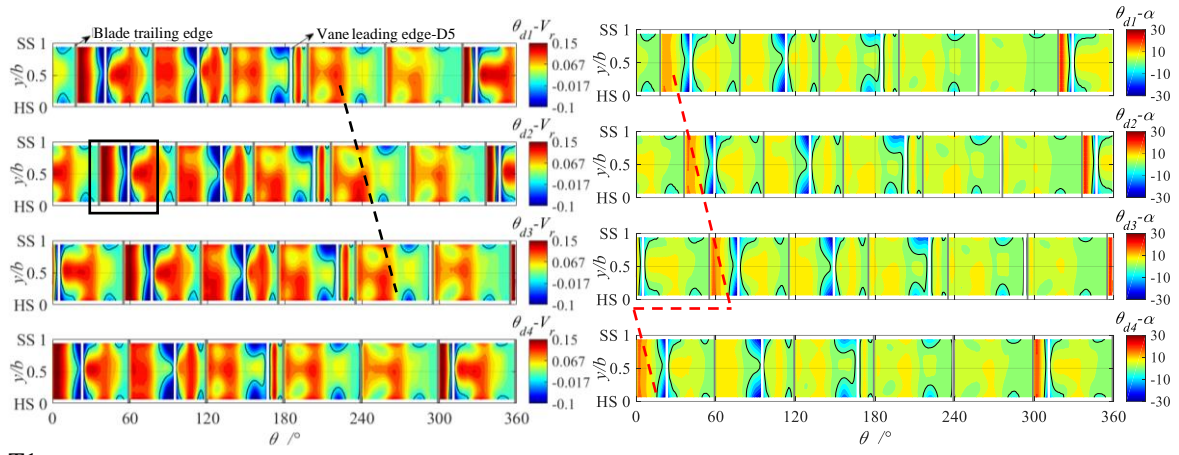 Blade trailing edge
Vane leading edge-D5
θd1-Vr
SS 1
y/b 0.5
HS 0
0.15
0.067
-0.017
-0.1
θd2-Vr
SS 1
y/b 0.5
HS 0
0.15
0.067
-0.017
-0.1
θd3-Vr
SS 1
y/b 0.5
HS 0
0.15
0.067
-0.017
-0.1
θd4-Vr
SS 1
y/b 0.5
HS 0
0.15
0.067
-0.017
-0.1
0 60 120 180 240 300 360
θ /°
θd1-α
SS 1
y/b 0.5
HS 0
30
10
-10
-30
θd2-α
SS 1
y/b 0.5
HS 0
30
10
-10
-30
θd3-α
SS 1
y/b 0.5
HS 0
30
10
-10
-30
θd4-α
SS 1
y/b 0.5
HS 0
30
10
-10
-30
0 60 120 180 240 300 360
θ /°